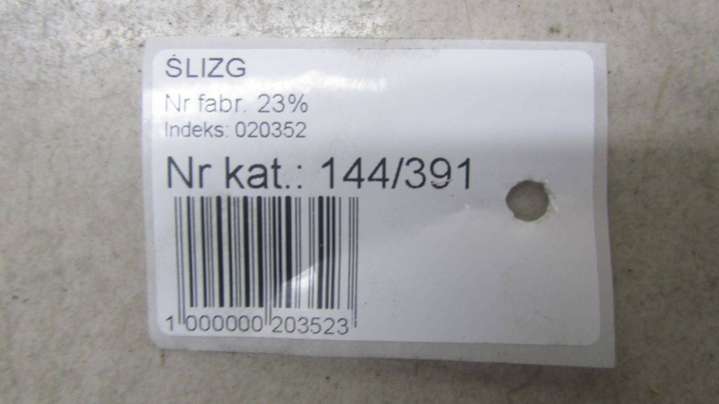 ŚLIZG
Nr fabr. 23%
Indeks: 020352
Nr kat.: 144/391
1 000000 203523